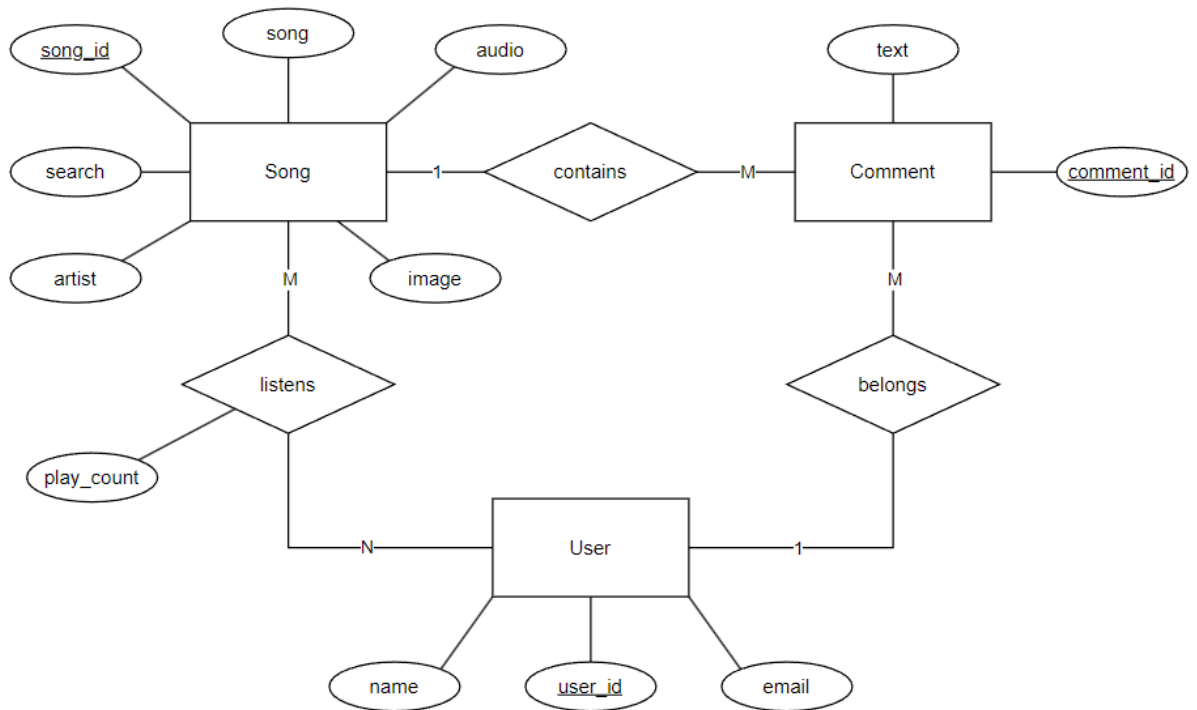 song
song_id
audio
text
search
Song
1
contains
M
Comment
comment_id
artist
M
image
M
listens
belongs
play_count
N
User
1
name
user_id
email